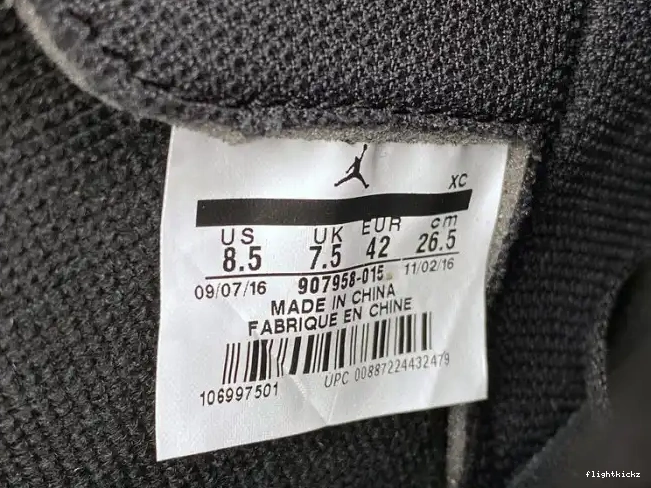 XC
US UK EUR cm
8.5 7.5 42 26.5
09/07/16 907958-015 11/02/16
MADE IN CHINA
FABRIQUE EN CHINE
106997501 UPC 00887224432479
flightkickz